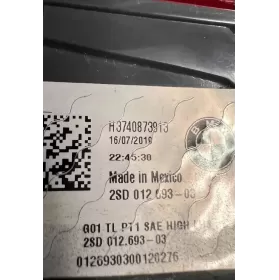 H3740873913
16/07/2019
22:45:30
Made in Mexico
2SD 012.693-03
G01 TL PT1 SAE HIGH
2SD 012.693-03
01269303000120276